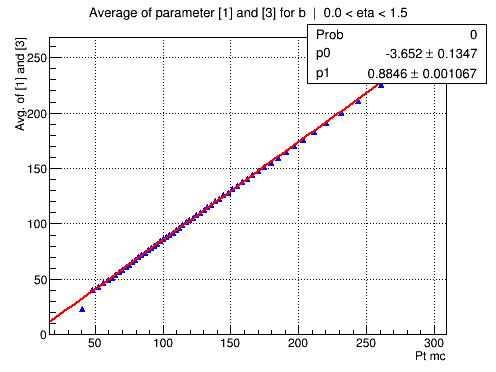 Average of parameter [1] and [3] for b | 0.0 < eta < 1.5
Prob 0
p0 -3.652 ± 0.1347
p1 0.8846 ± 0.001067
Avg. of [1] and [3]
250
200
150
100
50
0
50 100 150 200 250 300
Pt mc